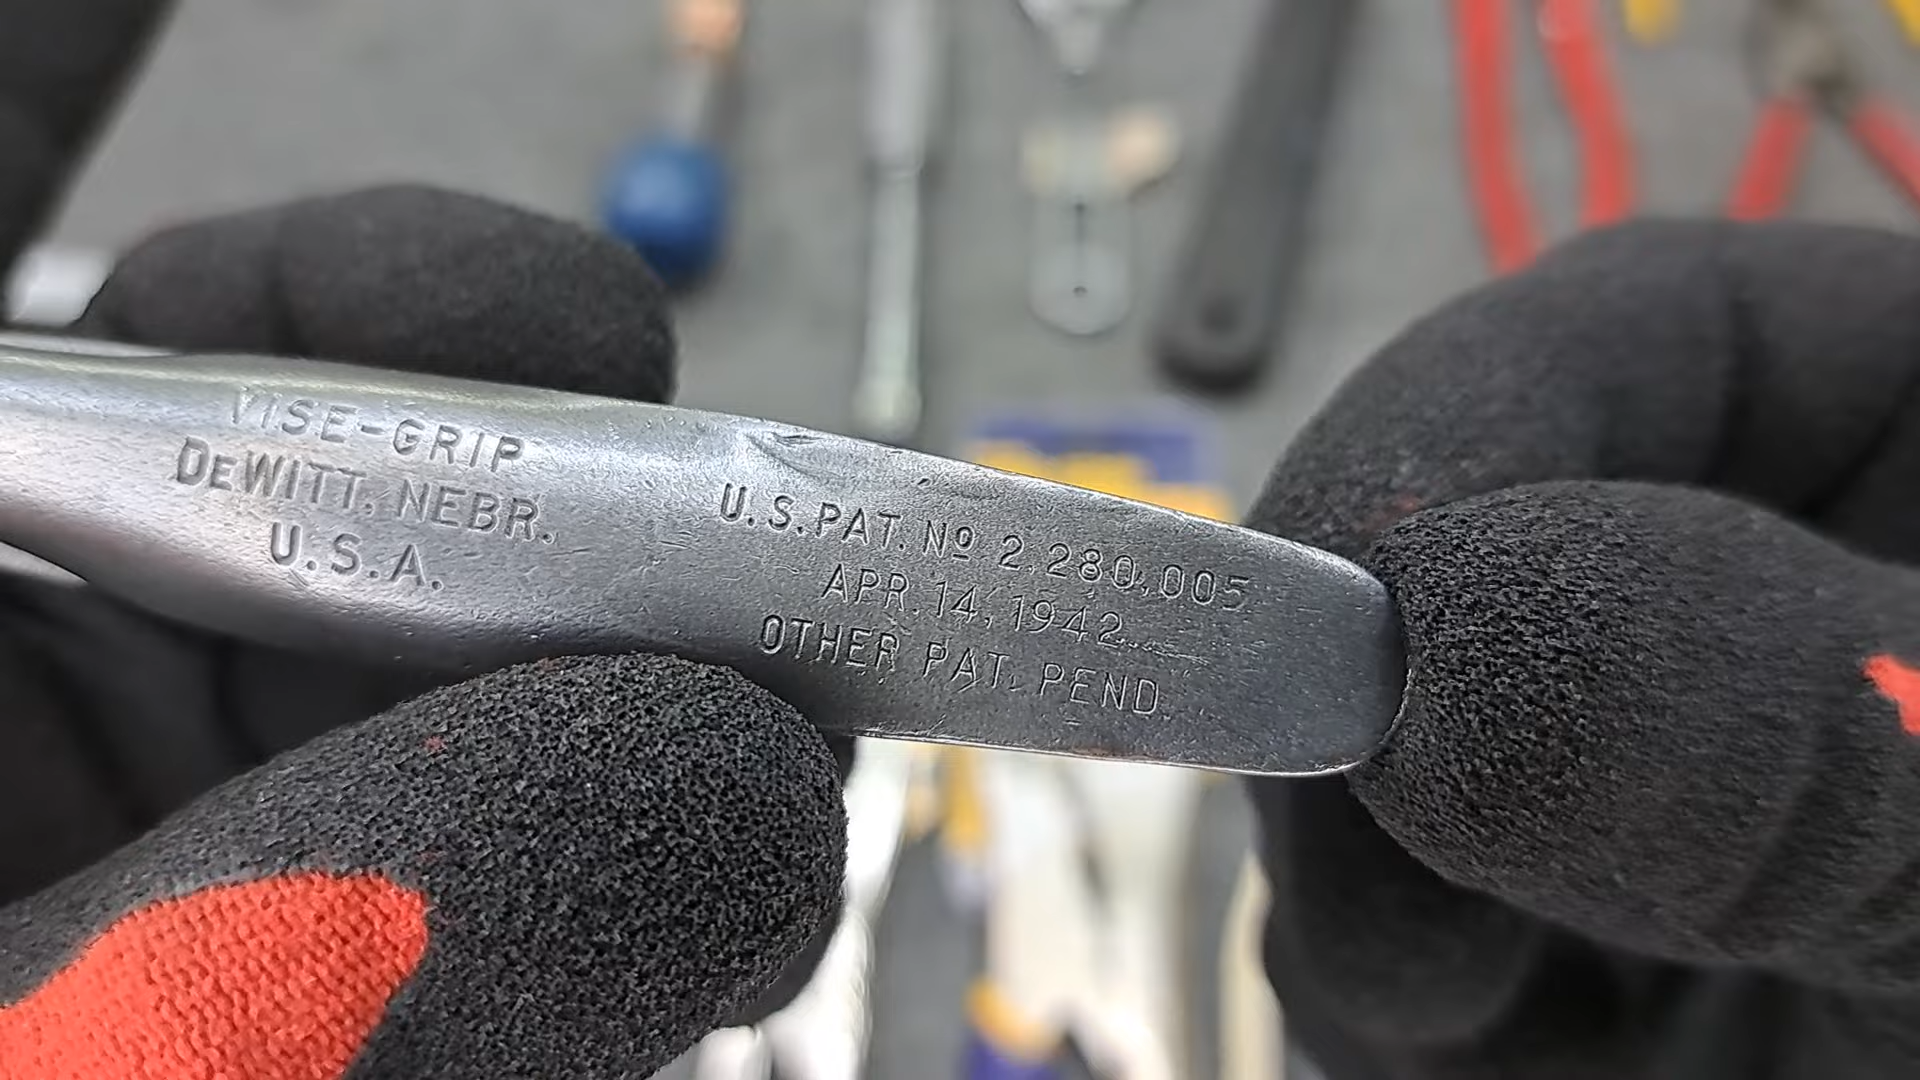 VISE-GRIP
DEWITT, NEBR.
U.S.A.
U.S. PAT. Nº 2,280,005
APR. 14, 1942
OTHER PAT. PEND.